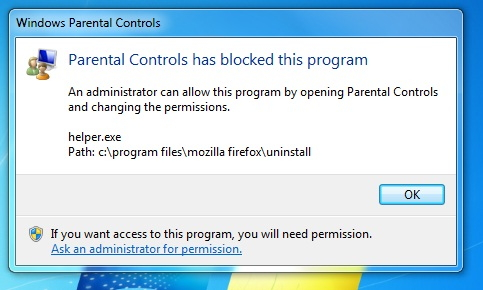 Windows Parental Controls
Parental Controls has blocked this program
An administrator can allow this program by opening Parental Controls
and changing the permissions.
helper.exe
Path: c:\program files\mozilla firefox\uninstall
OK
If you want access to this program, you will need permission.
Ask an administrator for permission.